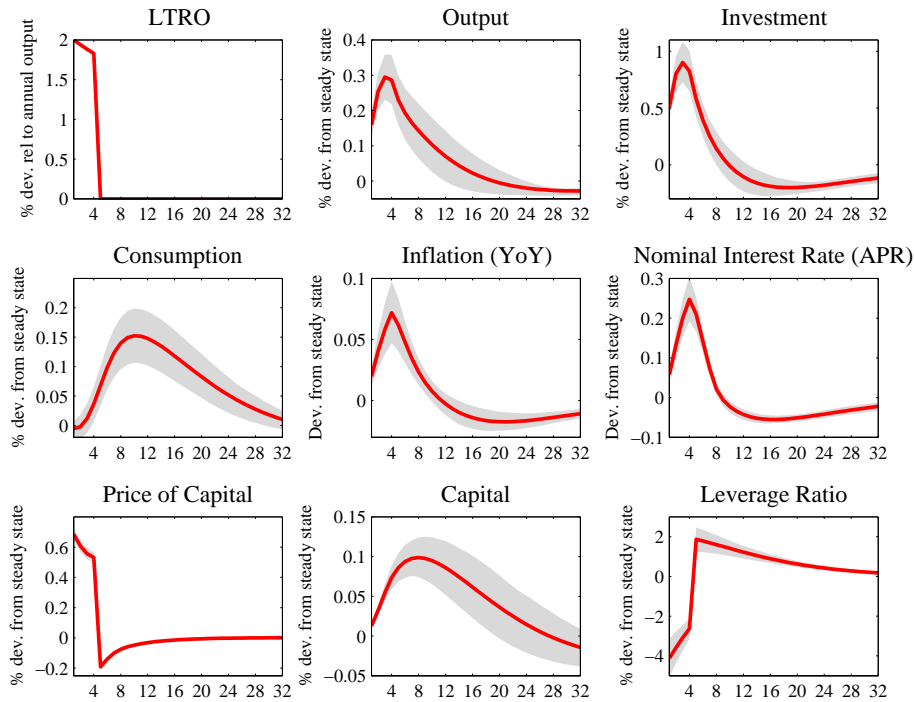 LTRO
% dev. rel to annual output
2
1.5
1
0.5
0
4 8 12 16 20 24 28 32
Output
% dev. from steady state
0.4
0.3
0.2
0.1
0
4 8 12 16 20 24 28 32
Investment
% dev. from steady state
1
0.5
0
4 8 12 16 20 24 28 32
Consumption
% dev. from steady state
0.2
0.15
0.1
0.05
0
4 8 12 16 20 24 28 32
Inflation (YoY)
Dev. from steady state
0.1
0.05
0
4 8 12 16 20 24 28 32
Nominal Interest Rate (APR)
Dev. from steady state
0.3
0.2
0.1
0
−0.1
4 8 12 16 20 24 28 32
Price of Capital
% dev. from steady state
0.6
0.4
0.2
0
−0.2
4 8 12 16 20 24 28 32
Capital
% dev. from steady state
0.15
0.1
0.05
0
−0.05
4 8 12 16 20 24 28 32
Leverage Ratio
% dev. from steady state
2
0
−2
−4
4 8 12 16 20 24 28 32